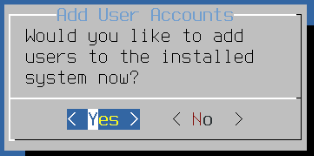 Add User Accounts
Would you like to add
users to the installed
system now?
< Yes > < No >